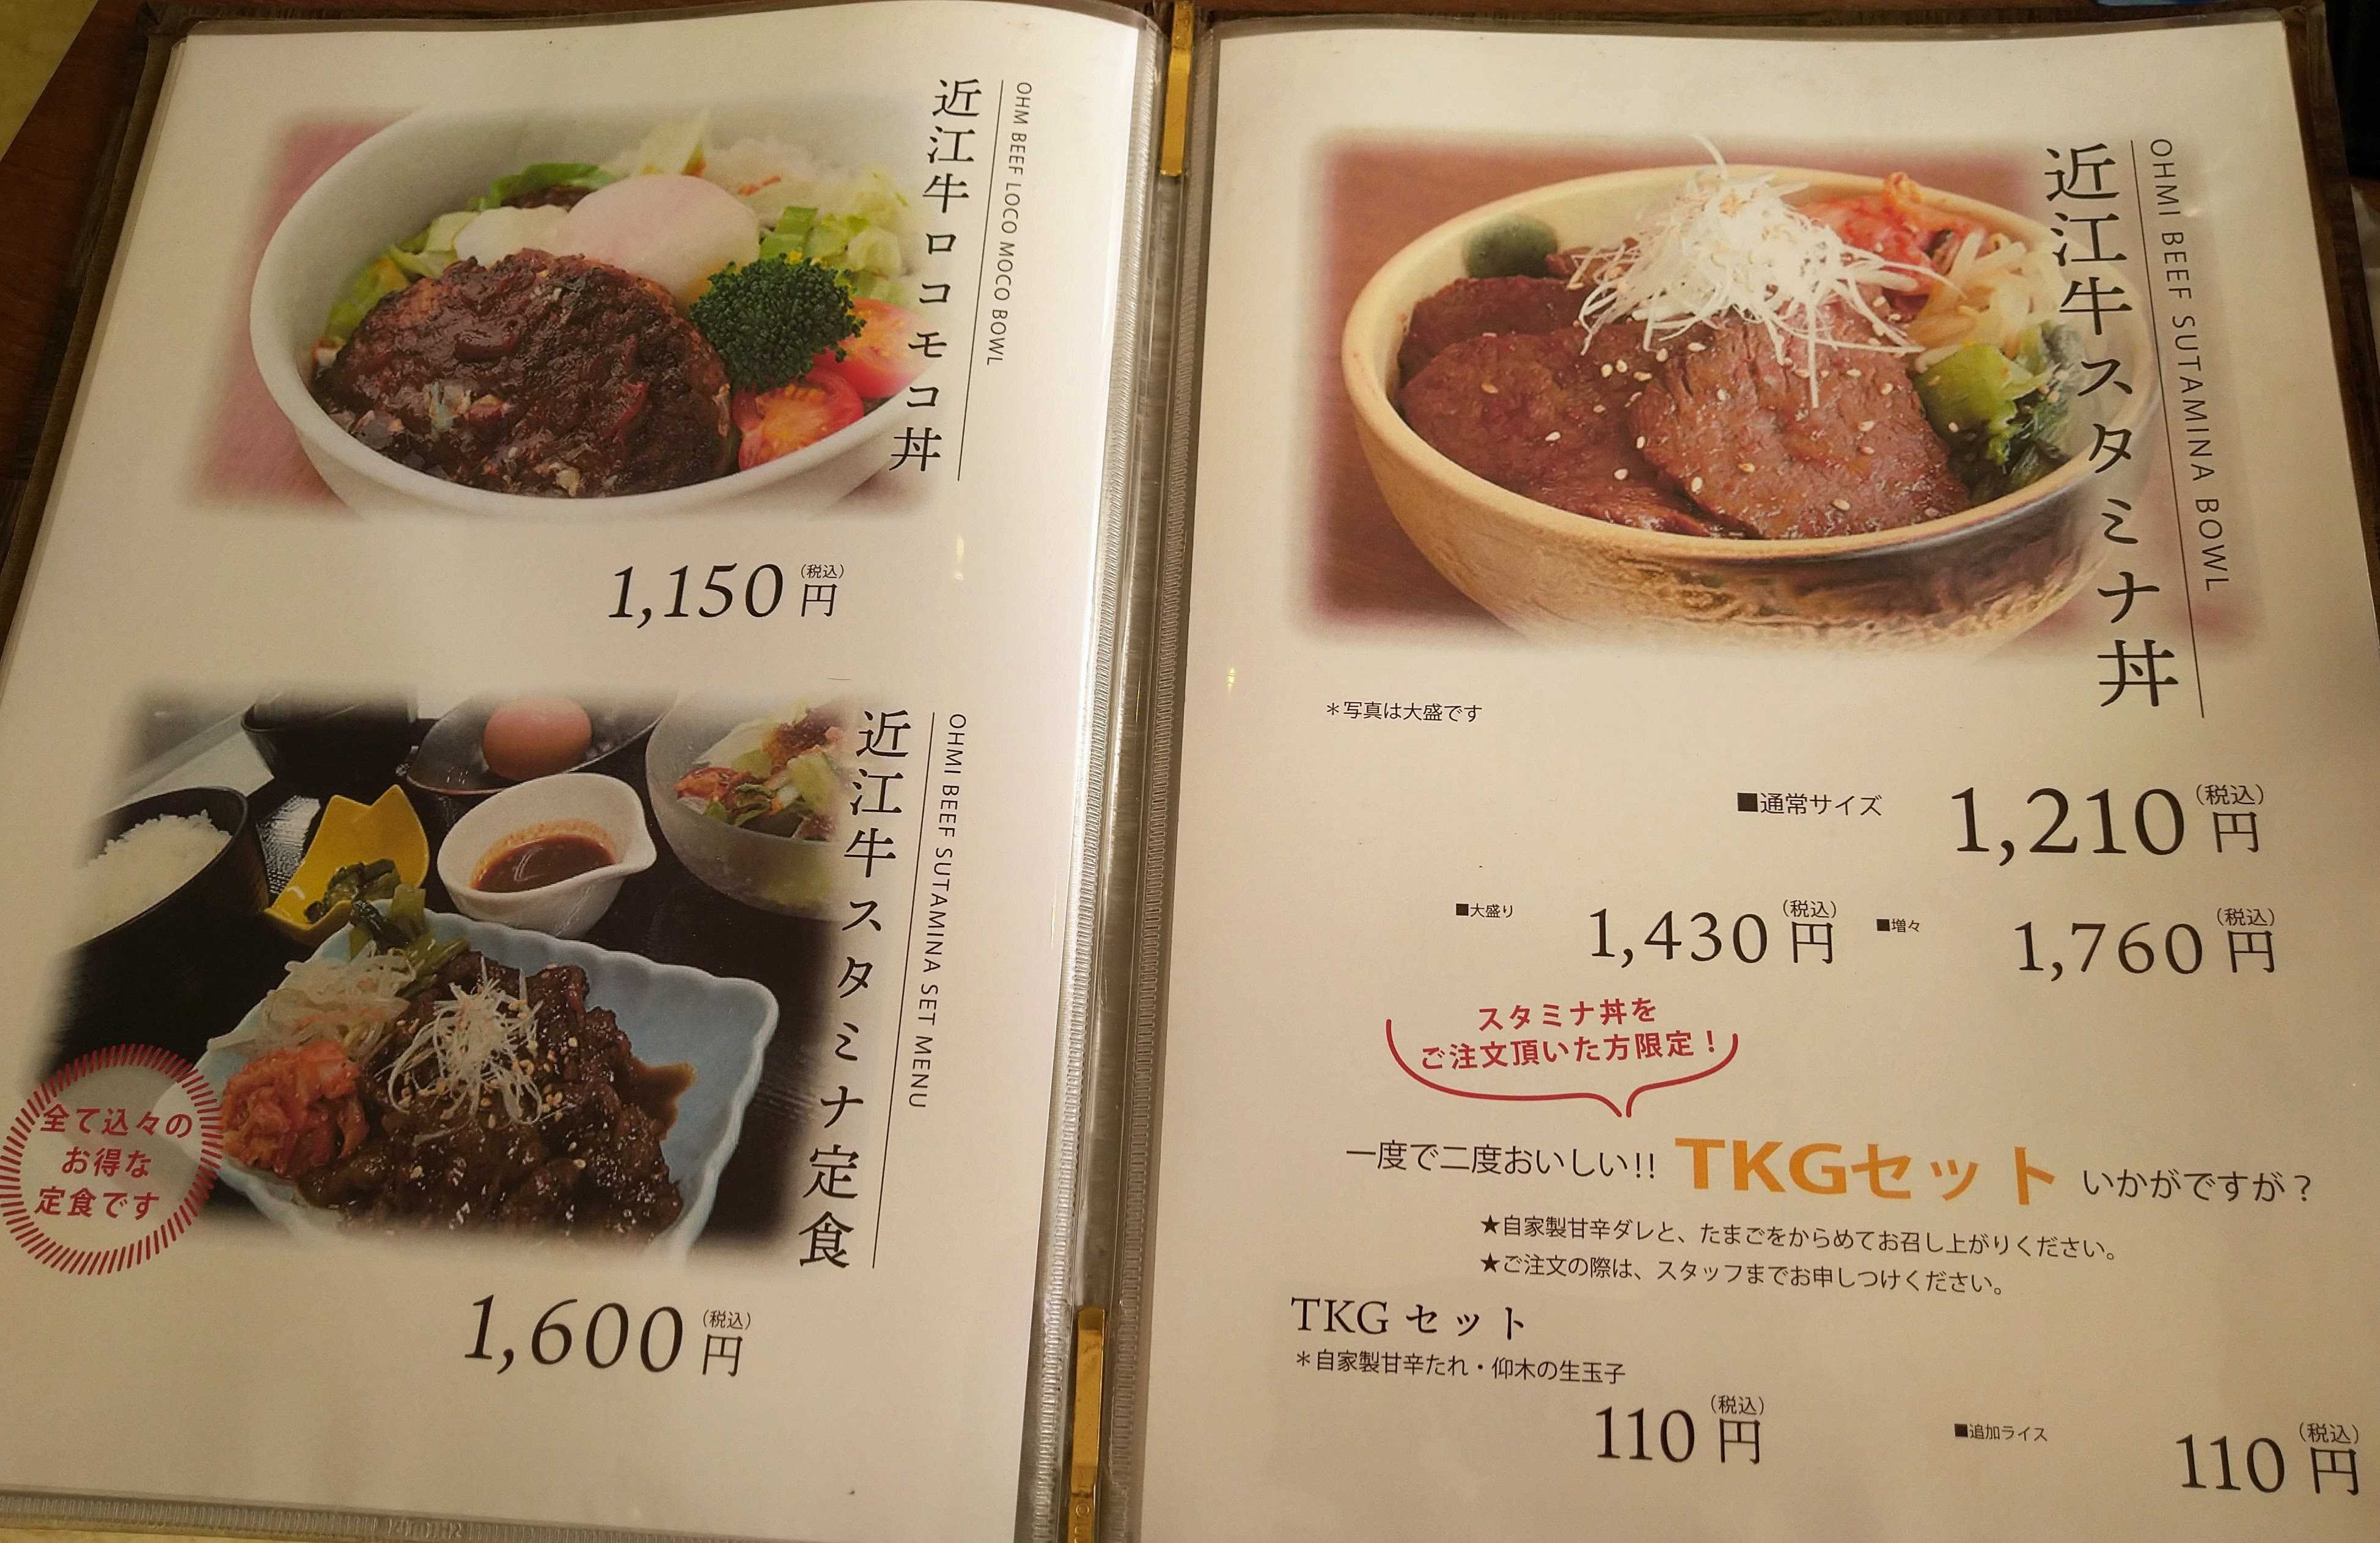 近江牛ロコモコ丼
OHM BEEF LOCO MOCO BOWL
1,150円(税込)
近江牛スタミナ定食
OHMI BEEF SUTAMINA SET MENU
全て込々の
お得な
定食です
1,600円(税込)
近江牛スタミナ丼
OHMI BEEF SUTAMINA BOWL
＊写真は大盛です
■通常サイズ 1,210円(税込)
■大盛り 1,430円(税込) ■増々 1,760円(税込)
スタミナ丼を
ご注文頂いた方限定！
一度で二度おいしい!! TKGセット いかがですが？
★自家製甘辛ダレと、たまごをからめてお召し上がりください。
★ご注文の際は、スタッフまでお申しつけください。
TKG セット
＊自家製甘辛たれ・仰木の生玉子
110円(税込) ■追加ライス 110円(税込)